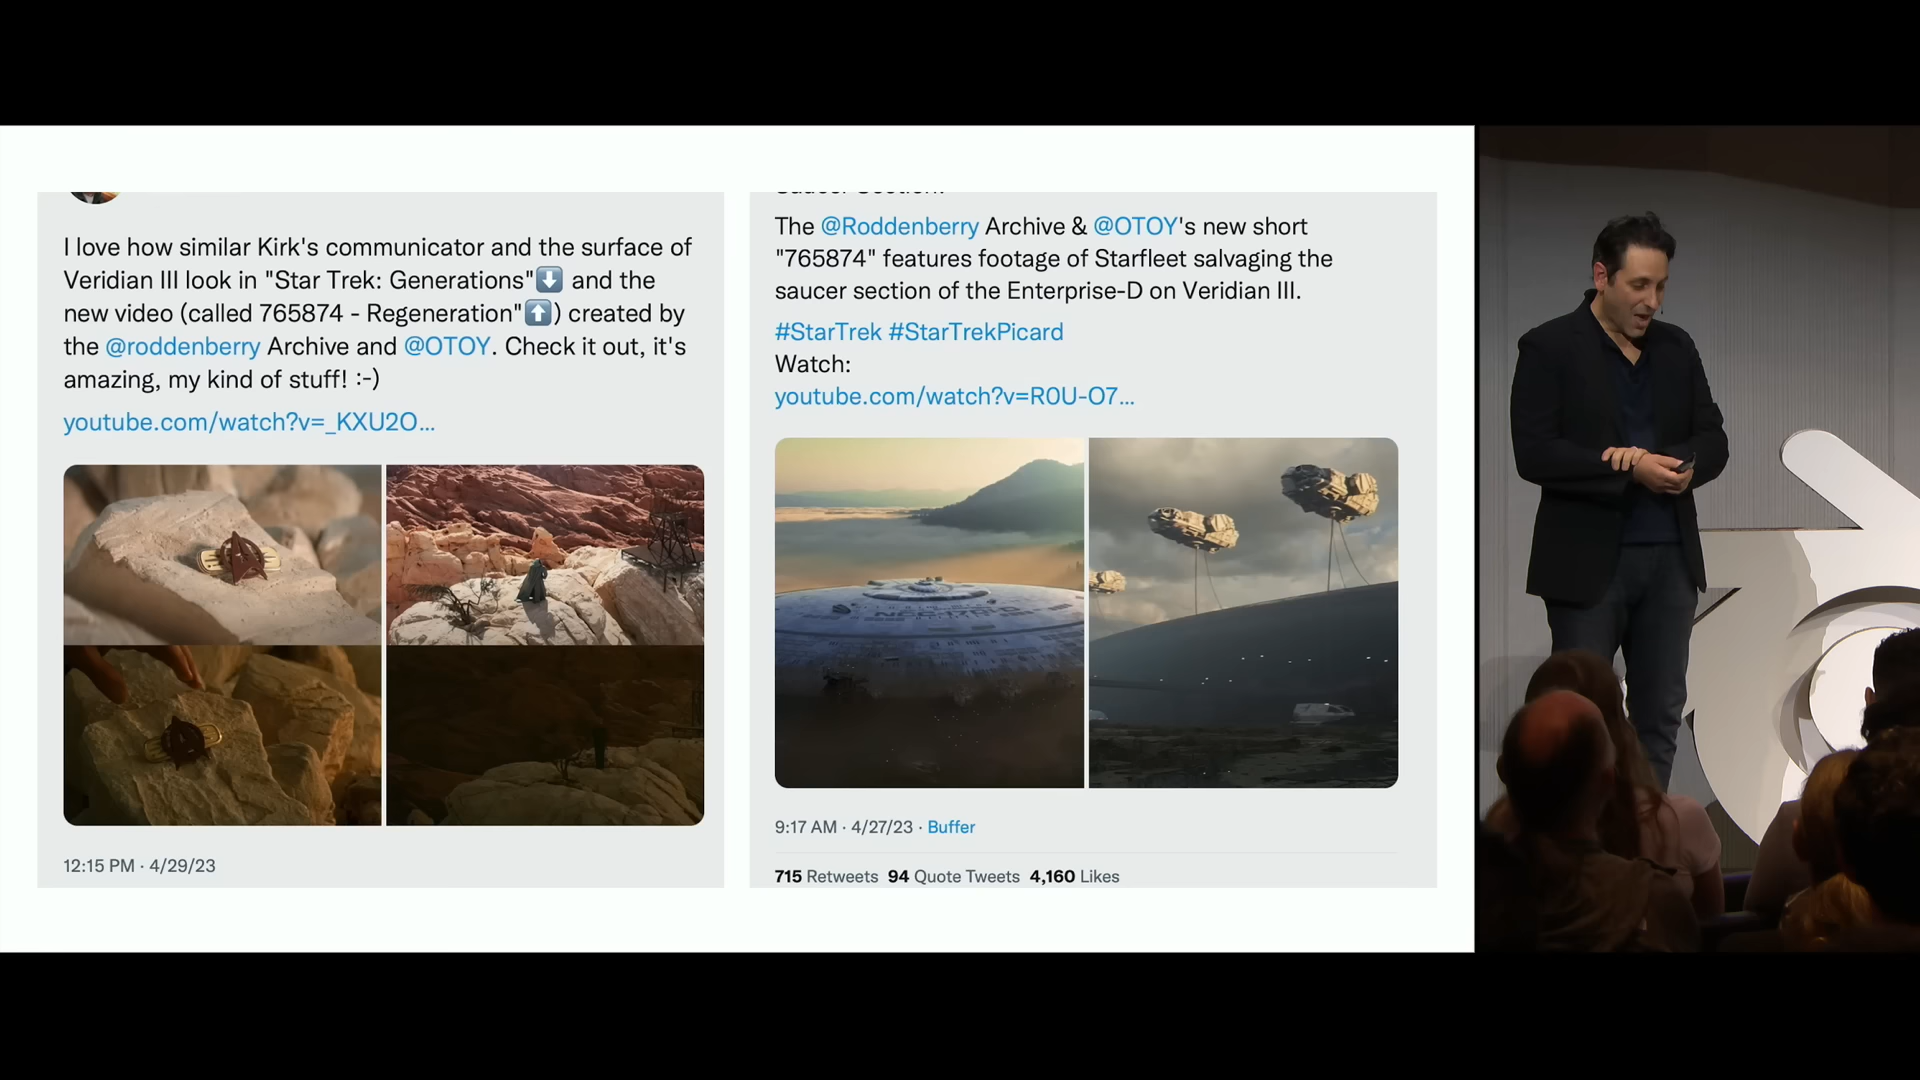 I love how similar Kirk's communicator and the surface of
Veridian III look in "Star Trek: Generations"⬇️ and the
new video (called 765874 - Regeneration"⬆️) created by
the @roddenberry Archive and @OTOY. Check it out, it's
amazing, my kind of stuff! :-)
youtube.com/watch?v=_KXU2O...
12:15 PM · 4/29/23
Saucer Section.
The @Roddenberry Archive & @OTOY's new short
"765874" features footage of Starfleet salvaging the
saucer section of the Enterprise-D on Veridian III.
#StarTrek #StarTrekPicard
Watch:
youtube.com/watch?v=R0U-O7...
9:17 AM · 4/27/23 · Buffer
715 Retweets 94 Quote Tweets 4,160 Likes